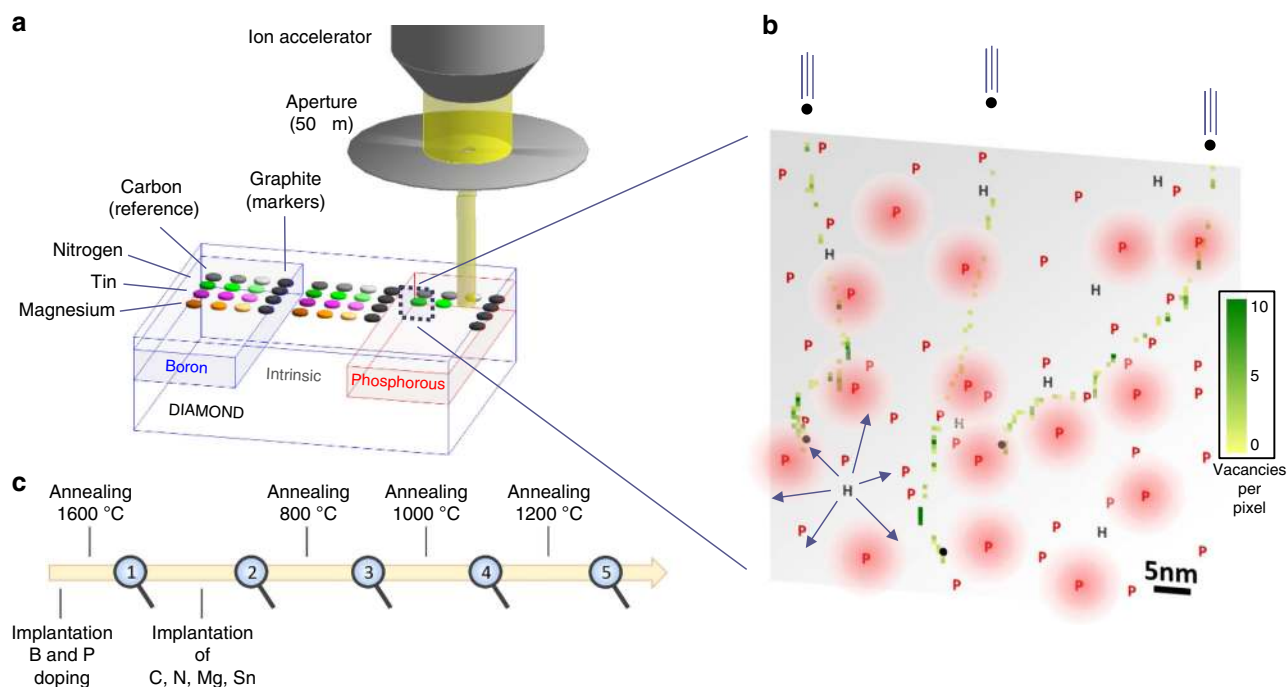 a
Ion accelerator
Aperture
(50 m)
Carbon
(reference)
Graphite
(markers)
Nitrogen
Tin
Magnesium
Boron
Intrinsic
Phosphorous
DIAMOND
b
P
P
P
P
H
P
P
H
P
P
P
P
H
P
P
P
H
P
P
P
P
P
P
H
P
P
P
P
P
P
P
P
P
H
P
P
P
P
P
P
P
P
H
P
P
P
P
P
H
P
P
P
P
P
P
P
5nm
10
5
0
Vacancies
per
pixel
c
Annealing
1600 °C
Annealing
800 °C
Annealing
1000 °C
Annealing
1200 °C
1
2
3
4
5
Implantation
B and P
doping
Implantation
of
C, N, Mg, Sn